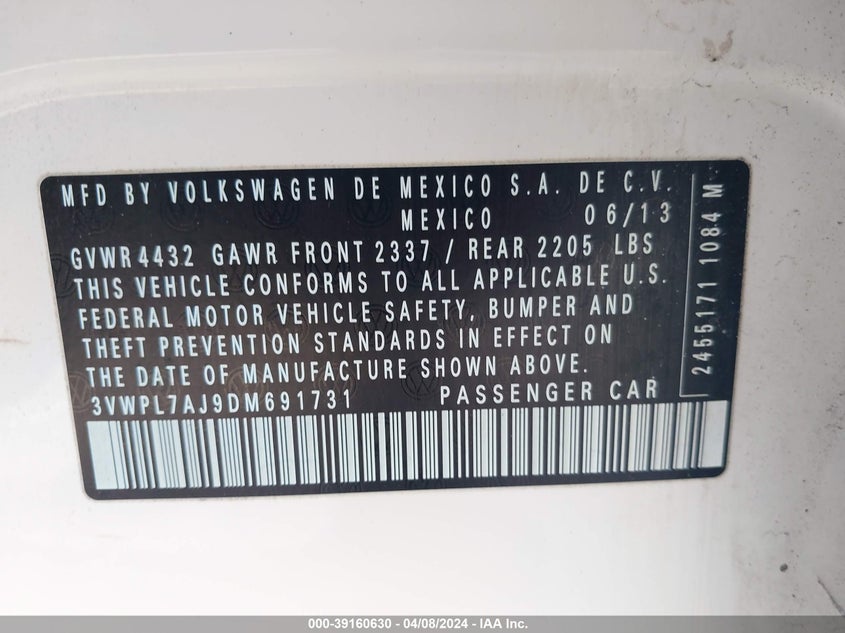 MFD BY VOLKSWAGEN DE MEXICO S.A. DE C.V.
MEXICO 06/13
GVWR 4432 GAWR FRONT 2337 / REAR 2205 LBS
THIS VEHICLE CONFORMS TO ALL APPLICABLE U.S.
FEDERAL MOTOR VEHICLE SAFETY, BUMPER AND
THEFT PREVENTION STANDARDS IN EFFECT ON
THE DATE OF MANUFACTURE SHOWN ABOVE.
3VWPL7AJ9DM691731 PASSENGER CAR
2455171 1084 M
000-39160630 - 04/08/2024 - IAA Inc.